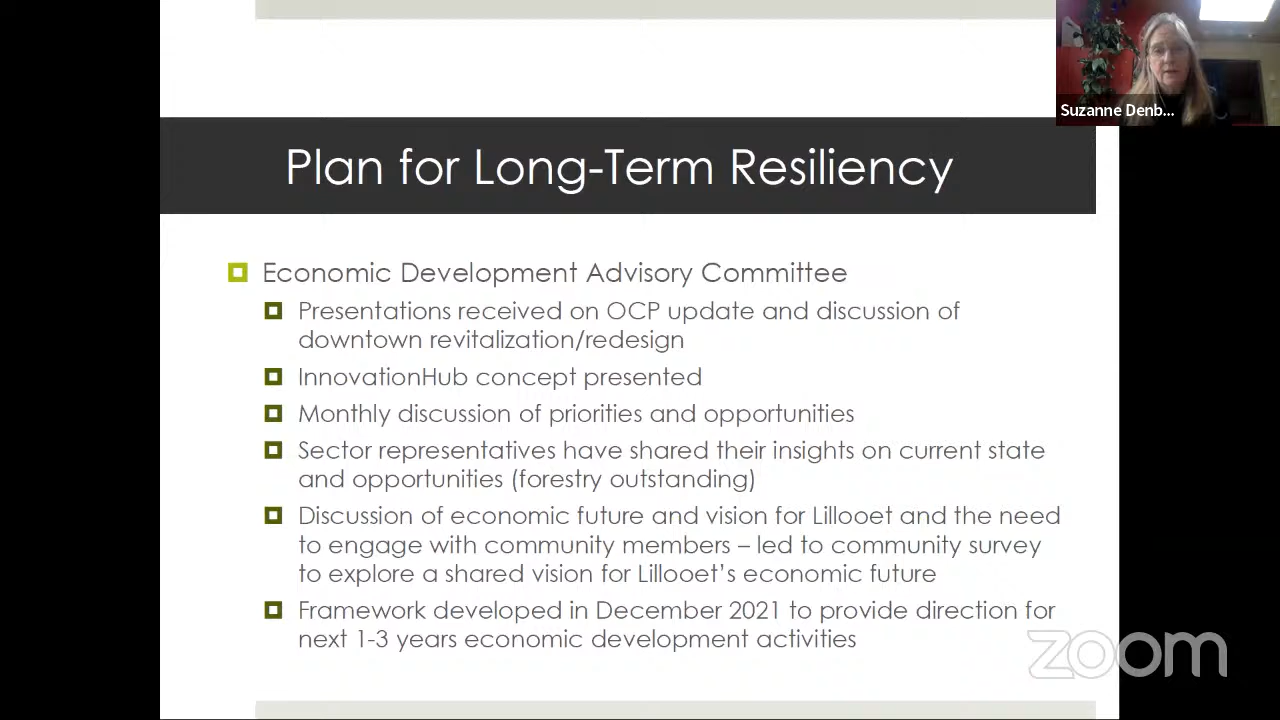 Suzanne Denb...
Plan for Long-Term Resiliency
Economic Development Advisory Committee
Presentations received on OCP update and discussion of
downtown revitalization/redesign
InnovationHub concept presented
Monthly discussion of priorities and opportunities
Sector representatives have shared their insights on current state
and opportunities (forestry outstanding)
Discussion of economic future and vision for Lillooet and the need
to engage with community members – led to community survey
to explore a shared vision for Lillooet’s economic future
Framework developed in December 2021 to provide direction for
next 1-3 years economic development activities
zoom